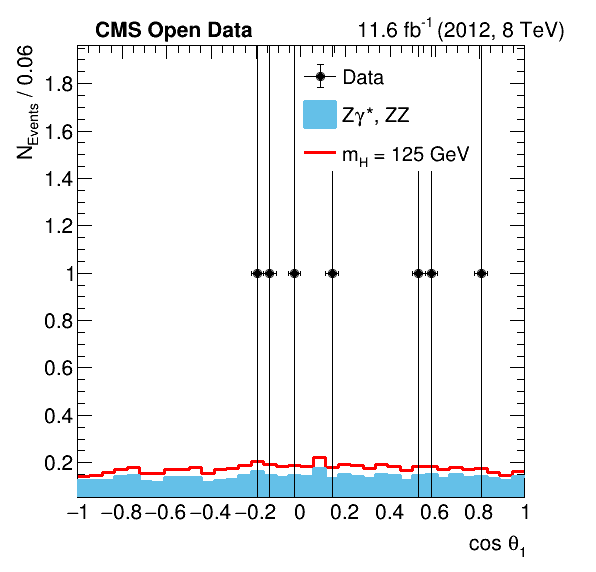 CMS Open Data 11.6 fb⁻¹ (2012, 8 TeV)
N_Events / 0.06
Data
Zγ*, ZZ
m_H = 125 GeV
1.8
1.6
1.4
1.2
1
0.8
0.6
0.4
0.2
−1 −0.8 −0.6 −0.4 −0.2 0 0.2 0.4 0.6 0.8 1
cos θ₁